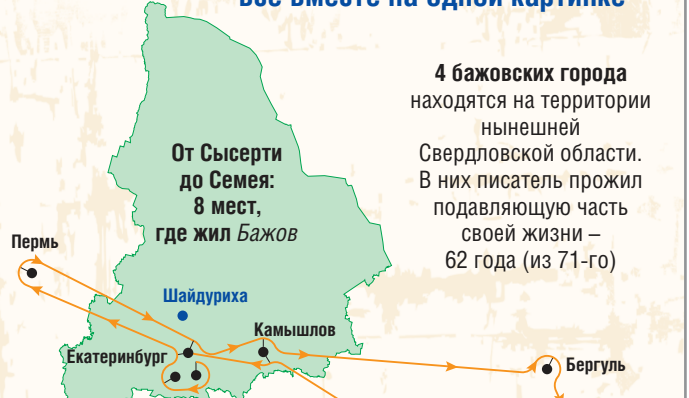 все вместе на одной картинке
4 бажовских города
находятся на территории
нынешней
Свердловской области.
В них писатель прожил
подавляющую часть
своей жизни –
62 года (из 71-го)
От Сысерти
до Семея:
8 мест,
где жил Бажов
Пермь
Шайдуриха
Камышлов
Екатеринбург
Бергуль